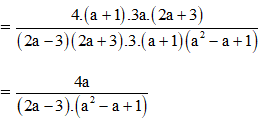 = 4.(a+1).3a.(2a+3) / (2a−3)(2a+3).3.(a+1)(a²−a+1)
= 4a / (2a−3).(a²−a+1)